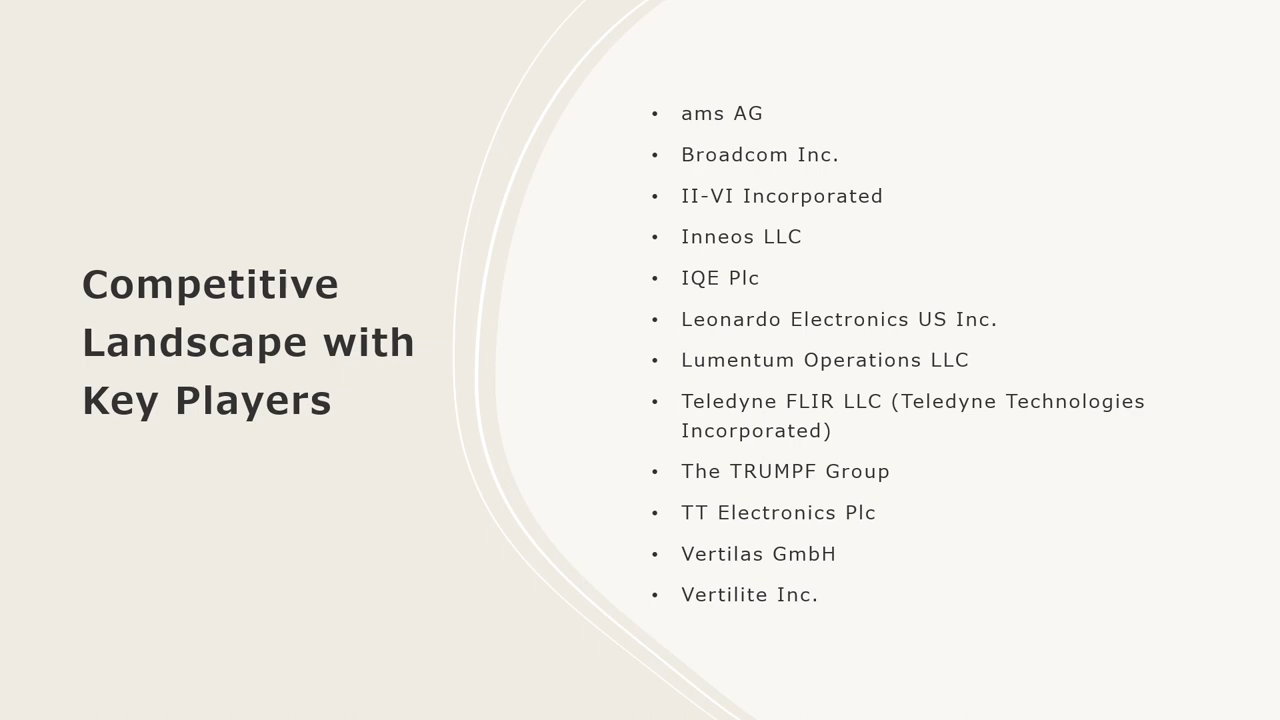 Competitive
Landscape with
Key Players
• ams AG
• Broadcom Inc.
• II-VI Incorporated
• Inneos LLC
• IQE Plc
• Leonardo Electronics US Inc.
• Lumentum Operations LLC
• Teledyne FLIR LLC (Teledyne Technologies
Incorporated)
• The TRUMPF Group
• TT Electronics Plc
• Vertilas GmbH
• Vertilite Inc.